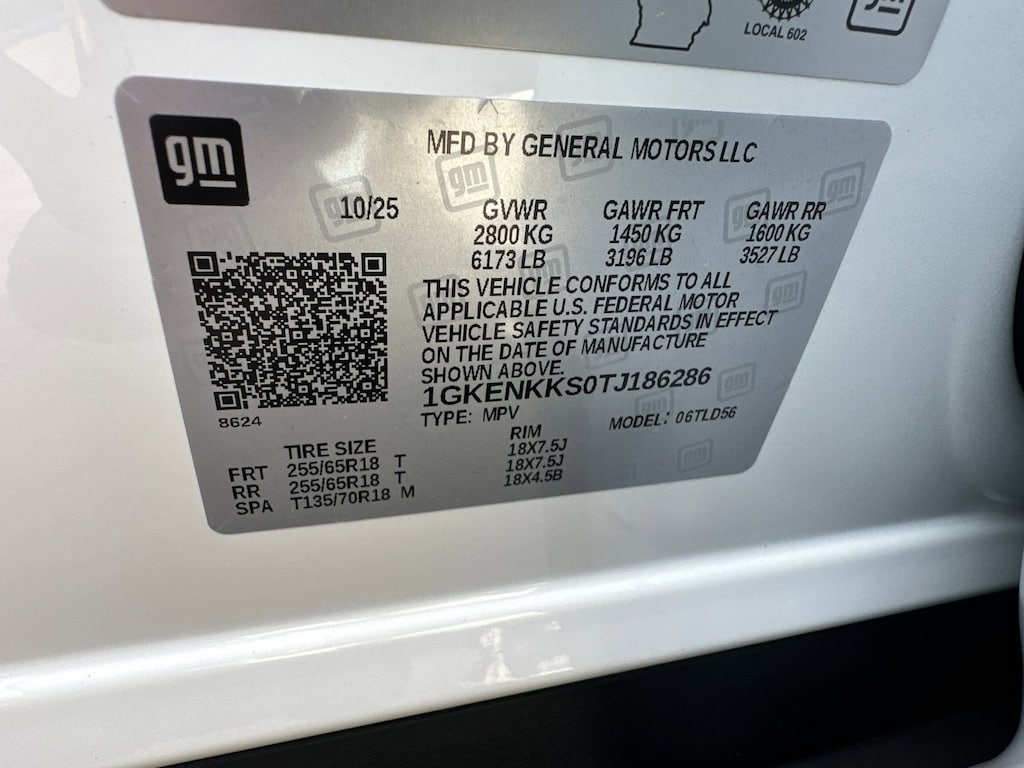 LOCAL 602
gm
MFD BY GENERAL MOTORS LLC
10/25 GVWR GAWR FRT GAWR RR
2800 KG 1450 KG 1600 KG
6173 LB 3196 LB 3527 LB
THIS VEHICLE CONFORMS TO ALL
APPLICABLE U.S. FEDERAL MOTOR
VEHICLE SAFETY STANDARDS IN EFFECT
ON THE DATE OF MANUFACTURE
SHOWN ABOVE.
1GKENKKS0TJ186286
8624
TYPE: MPV MODEL: 06TLD56
TIRE SIZE RIM
FRT 255/65R18 T 18X7.5J
RR 255/65R18 T 18X7.5J
SPA T135/70R18 M 18X4.5B